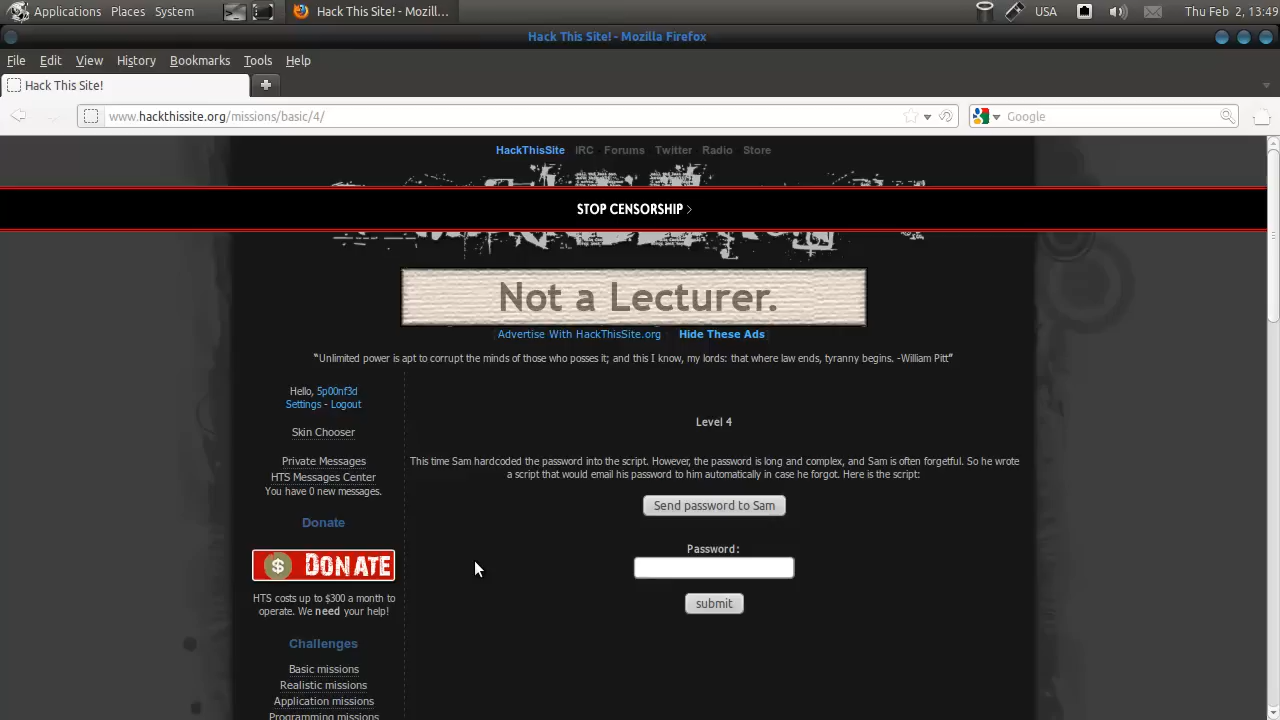 Applications Places System
Hack This Site! - Mozill...
USA
Thu Feb 2, 13:49
Hack This Site! - Mozilla Firefox
File Edit View History Bookmarks Tools Help
Hack This Site!
www.hackthissite.org/missions/basic/4/
Google
HackThisSite IRC Forums Twitter Radio Store
STOP CENSORSHIP >
Not a Lecturer.
Advertise With HackThisSite.org Hide These Ads
“Unlimited power is apt to corrupt the minds of those who posses it; and this I know, my lords: that where law ends, tyranny begins. -William Pitt”
Hello, 5p00nf3d
Settings - Logout
Skin Chooser
Private Messages
HTS Messages Center
You have 0 new messages.
Donate
$ DONATE
HTS costs up to $300 a month to
operate. We need your help!
Challenges
Basic missions
Realistic missions
Application missions
Programming missions
Level 4
This time Sam hardcoded the password into the script. However, the password is long and complex, and Sam is often forgetful. So he wrote
a script that would email his password to him automatically in case he forgot. Here is the script:
Send password to Sam
Password:
submit